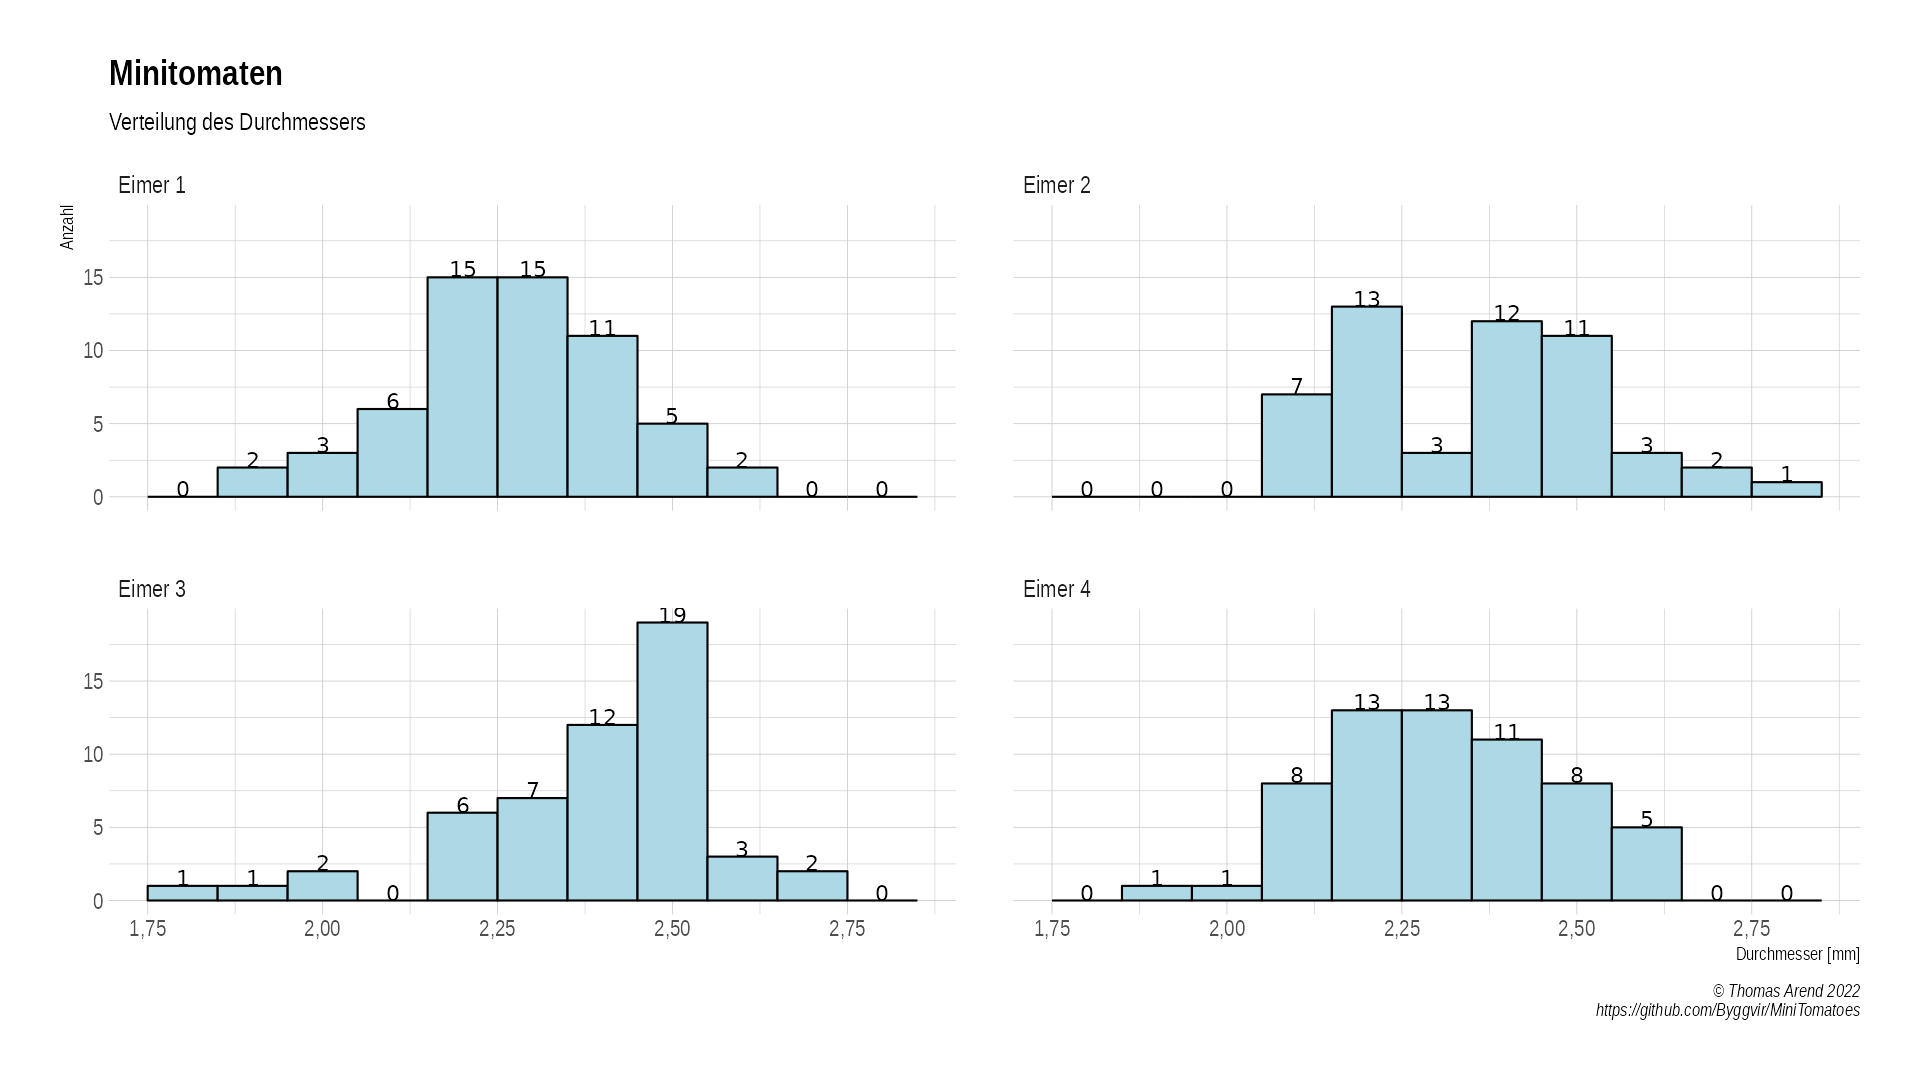 Minitomaten
Verteilung des Durchmessers
Eimer 1
Eimer 2
Anzahl
15
10
5
0
0 2 3 6 15 15 11 5 2 0 0
0 0 0 7 13 3 12 11 3 2 1
Eimer 3
Eimer 4
15
10
5
0
1 1 2 0 6 7 12 19 3 2 0
0 1 1 8 13 13 11 8 5 0 0
1,75 2,00 2,25 2,50 2,75
1,75 2,00 2,25 2,50 2,75
Durchmesser [mm]
© Thomas Arend 2022
https://github.com/Byggvir/MiniTomatoes